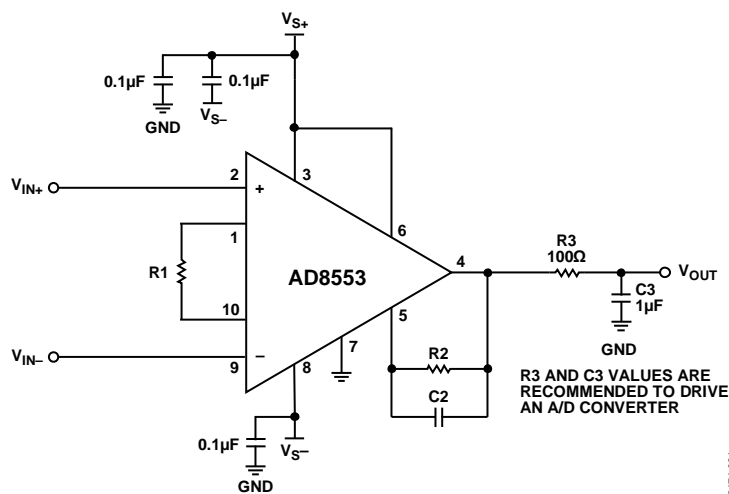 VS+
0.1µF
0.1µF
VS–
GND
VIN+
2
+
3
1
6
R1
AD8553
4
R3
100Ω
VOUT
C3
1µF
GND
10
5
VIN–
9
–
8
7
R2
C2
R3 AND C3 VALUES ARE
RECOMMENDED TO DRIVE
AN A/D CONVERTER
0.1µF
VS–
GND